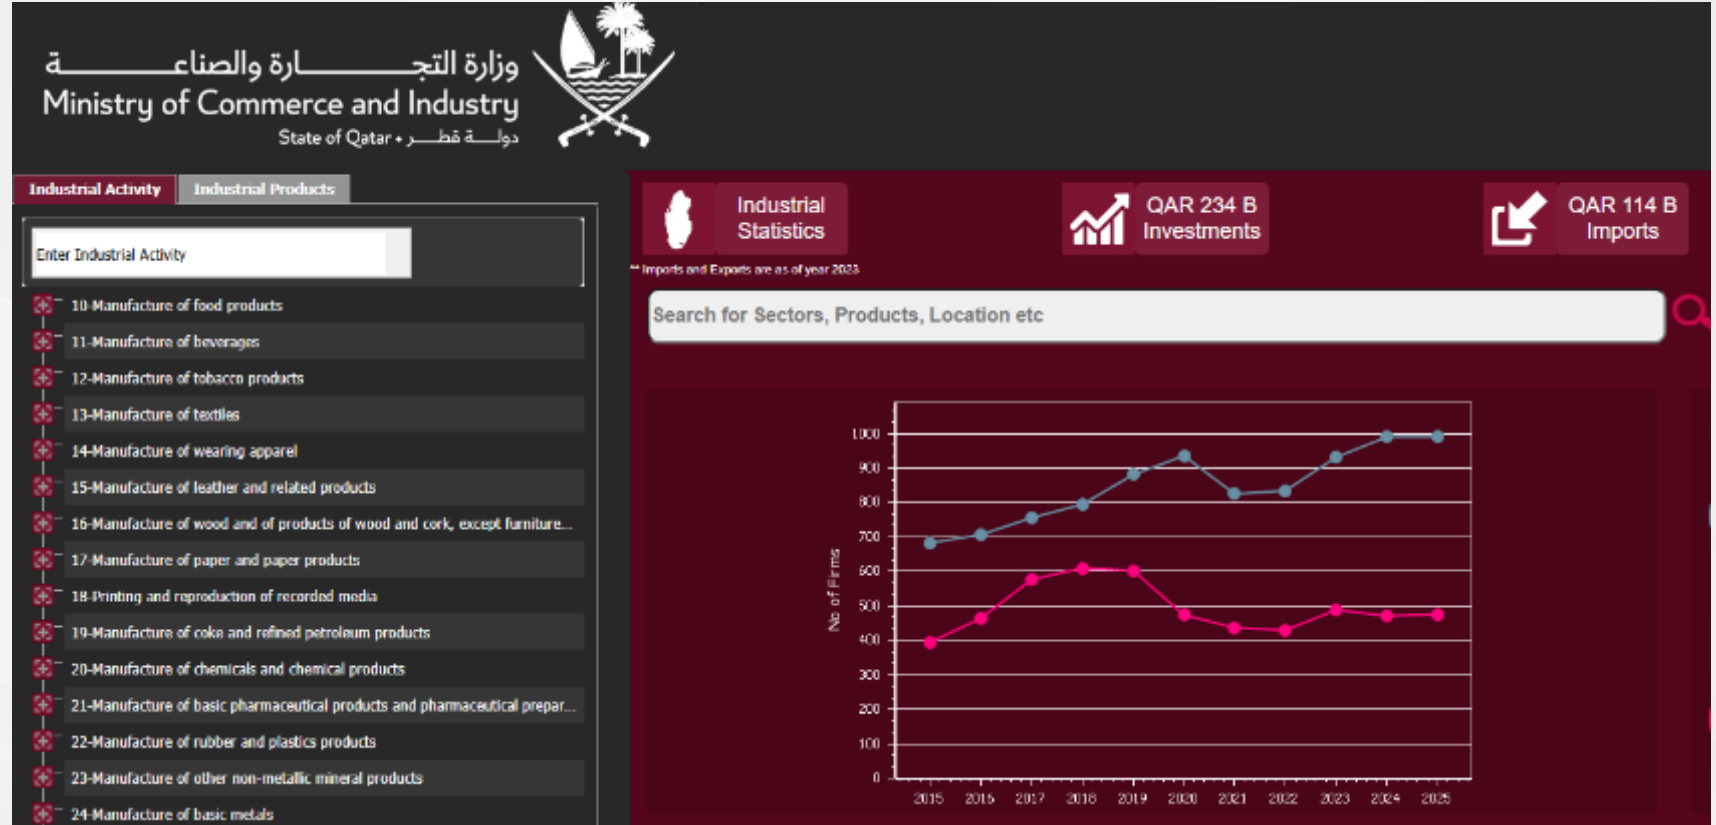 وزارة التجـــــــــارة والصناعــــــــــة
Ministry of Commerce and Industry
State of Qatar • دولــــة قطــــر
Industrial Activity
Industrial Products
Enter Industrial Activity
10-Manufacture of food products
11-Manufacture of beverages
12-Manufacture of tobacco products
13-Manufacture of textiles
14-Manufacture of wearing apparel
15-Manufacture of leather and related products
16-Manufacture of wood and of products of wood and cork, except furniture...
17-Manufacture of paper and paper products
18-Printing and reproduction of recorded media
19-Manufacture of coke and refined petroleum products
20-Manufacture of chemicals and chemical products
21-Manufacture of basic pharmaceutical products and pharmaceutical prepar...
22-Manufacture of rubber and plastics products
23-Manufacture of other non-metallic mineral products
24-Manufacture of basic metals
Industrial
Statistics
QAR 234 B
Investments
QAR 114 B
Imports
** Imports and Exports are as of year 2023
Search for Sectors, Products, Location etc
No of Firms
1000
900
800
700
600
500
400
300
200
100
0
2015 2016 2017 2018 2019 2020 2021 2022 2023 2024 2025